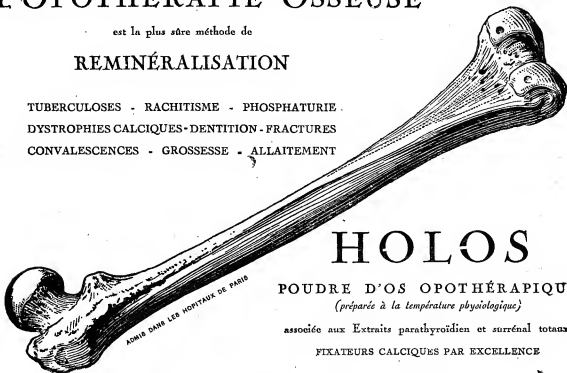 L'OPOTHÉRAPIE OSSEUSE
est la plus sûre méthode de
REMINÉRALISATION
TUBERCULOSES - RACHITISME - PHOSPHATURIE
DYSTROPHIES CALCIQUES - DENTITION - FRACTURES
CONVALESCENCES - GROSSESSE - ALLAITEMENT
ADMIS DANS LES HOPITAUX DE PARIS
HOLOS
POUDRE D'OS OPOTHÉRAPIQU
(préparée à la température physiologique)
associée aux Extraits parathyroïdien et surrénal totaux
FIXATEURS CALCIQUES PAR EXCELLENCE